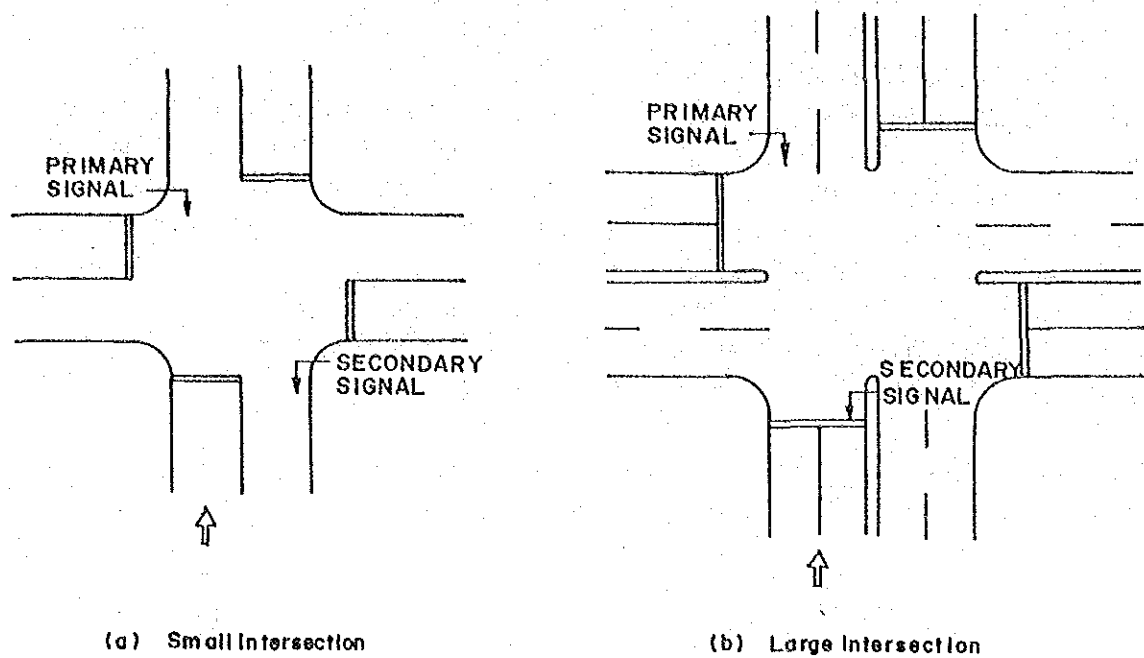 PRIMARY
SIGNAL
SECONDARY
SIGNAL
(a) Small Intersection
PRIMARY
SIGNAL
SECONDARY
SIGNAL
(b) Large Intersection